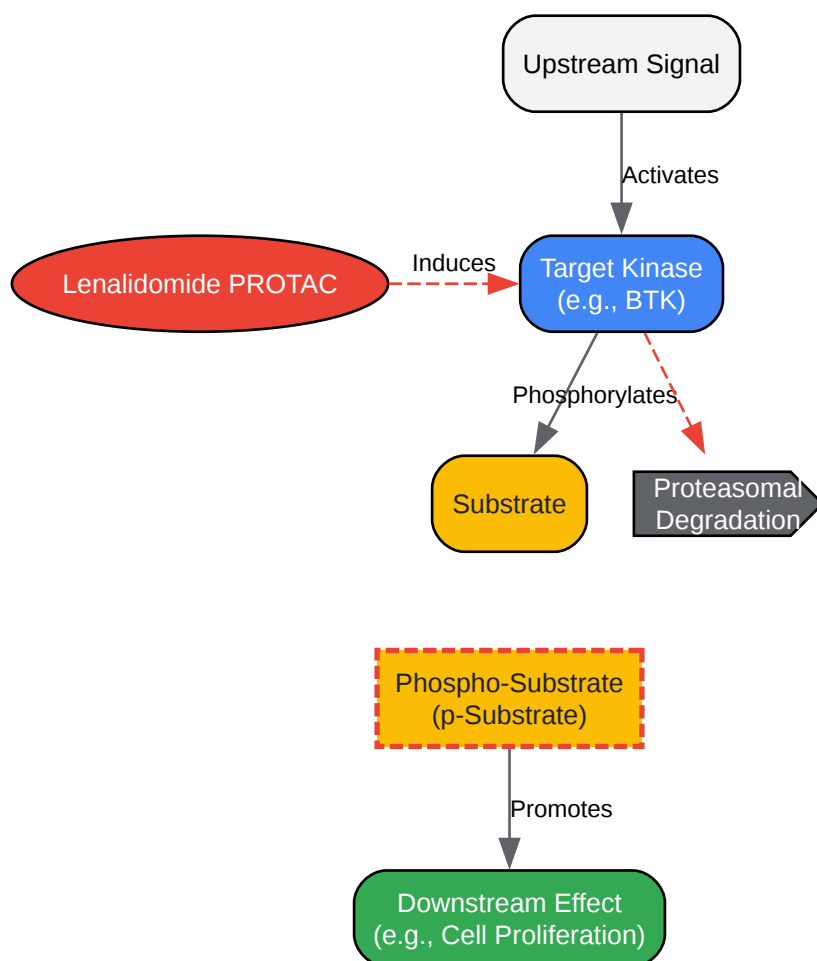 Upstream Signal
Activates
Lenalidomide PROTAC
Induces
Target Kinase
(e.g., BTK)
Phosphorylates
Substrate
Proteasomal
Degradation
Phospho-Substrate
(p-Substrate)
Promotes
Downstream Effect
(e.g., Cell Proliferation)